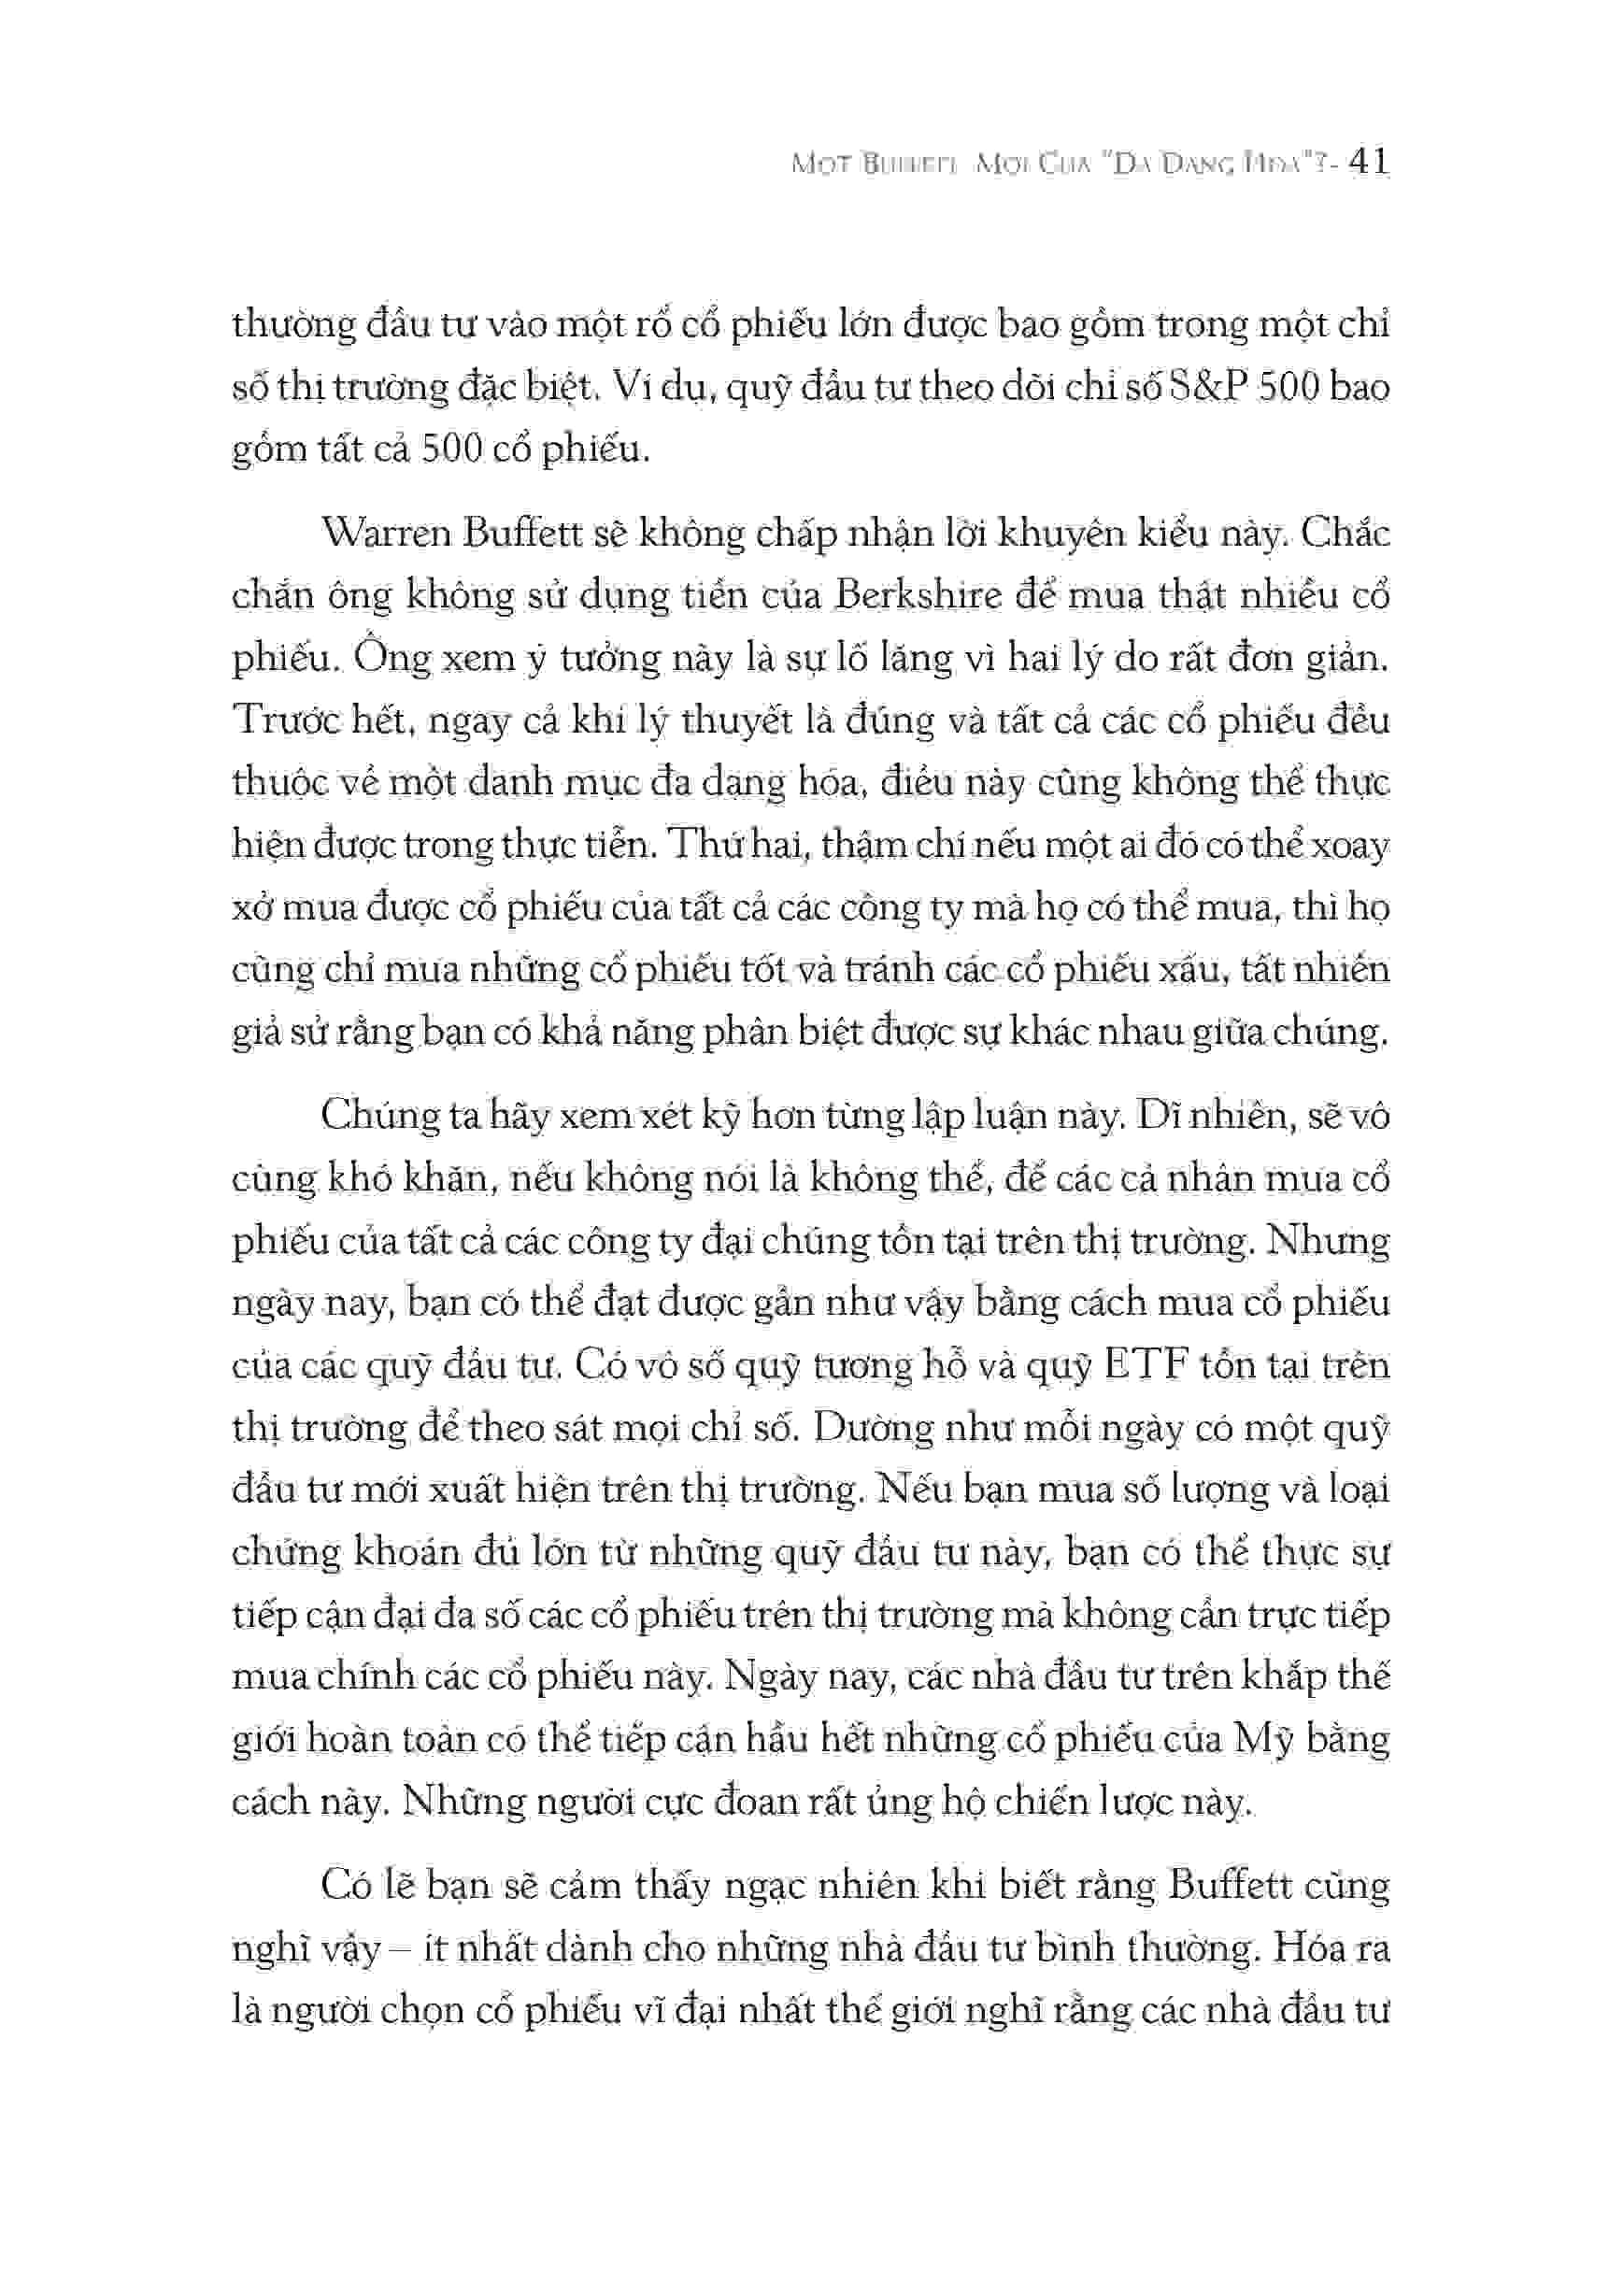 41
thường đầu tư vào một rổ cổ phiếu lớn được bao gồm trong một chỉ
số thị trường đặc biệt. Ví dụ, quỹ đầu tư theo dõi chỉ số S&P 500 bao
gồm tất cả 500 cổ phiếu.
Warren Buffett sẽ không chấp nhận lời khuyên kiểu này. Chắc
chắn ông không sử dụng tiền của Berkshire để mua thật nhiều cổ
phiếu. Ông xem ý tưởng này là sự lố lăng vì hai lý do rất đơn giản.
Trước hết, ngay cả khi lý thuyết là đúng và tất cả các cổ phiếu đều
thuộc về một danh mục đa dạng hóa, điều này cũng không thể thực
hiện được trong thực tiễn. Thứ hai, thậm chí nếu một ai đó có thể xoay
xở mua được cổ phiếu của tất cả các công ty mà họ có thể mua, thì họ
cũng chỉ mua những cổ phiếu tốt và tránh các cổ phiếu xấu, tất nhiên
giả sử rằng bạn có khả năng phân biệt được sự khác nhau giữa chúng.
Chúng ta hãy xem xét kỹ hơn từng lập luận này. Dĩ nhiên, sẽ vô
cùng khó khăn, nếu không nói là không thể, để các cá nhân mua cổ
phiếu của tất cả các công ty đại chúng tồn tại trên thị trường. Nhưng
ngày nay, bạn có thể đạt được gần như vậy bằng cách mua cổ phiếu
của các quỹ đầu tư. Có vô số quỹ tương hỗ và quỹ ETF tồn tại trên
thị trường để theo sát mọi chỉ số. Dường như mỗi ngày có một quỹ
đầu tư mới xuất hiện trên thị trường. Nếu bạn mua số lượng và loại
chứng khoán đủ lớn từ những quỹ đầu tư này, bạn có thể thực sự
tiếp cận đại đa số các cổ phiếu trên thị trường mà không cần trực tiếp
mua chính các cổ phiếu này. Ngày nay, các nhà đầu tư trên khắp thế
giới hoàn toàn có thể tiếp cận hầu hết những cổ phiếu của Mỹ bằng
cách này. Những người cực đoan rất ủng hộ chiến lược này.
Có lẽ bạn sẽ cảm thấy ngạc nhiên khi biết rằng Buffett cũng
nghĩ vậy – ít nhất dành cho những nhà đầu tư bình thường. Hóa ra
là người chọn cổ phiếu vĩ đại nhất thế giới nghĩ rằng các nhà đầu tư